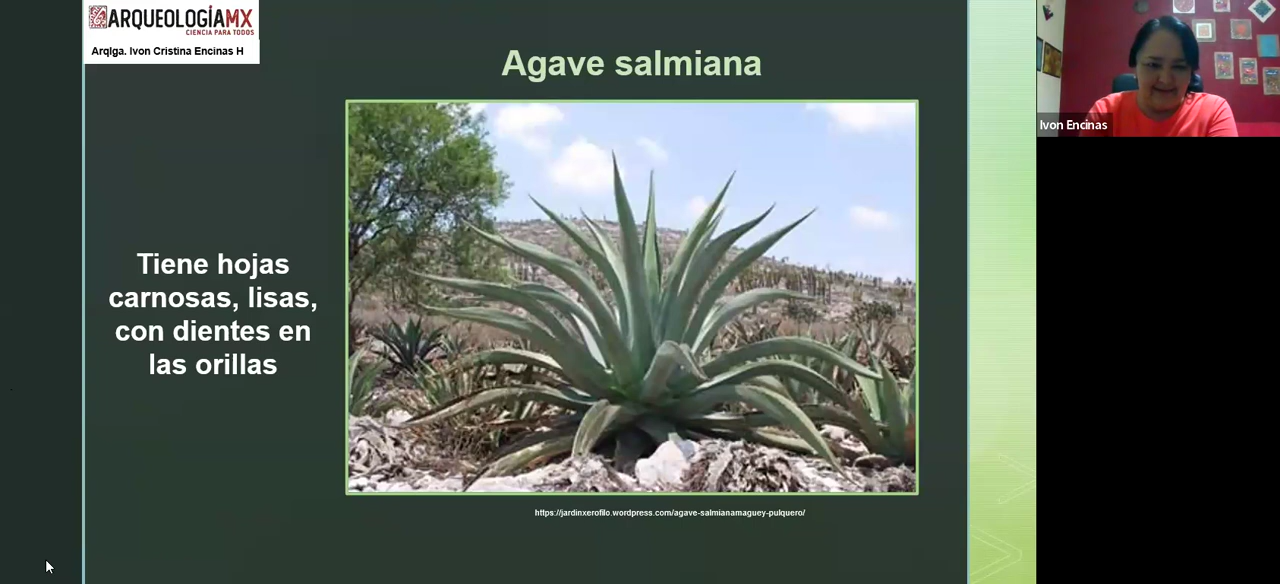 ARQUEOLOGÍAMX
CIENCIA PARA TODOS
Arqlga. Ivon Cristina Encinas H
Agave salmiana
Ivon Encinas
Tiene hojas
carnosas, lisas,
con dientes en
las orillas
https://jardinxerofilo.wordpress.com/agave-salmianamaguey-pulquero/